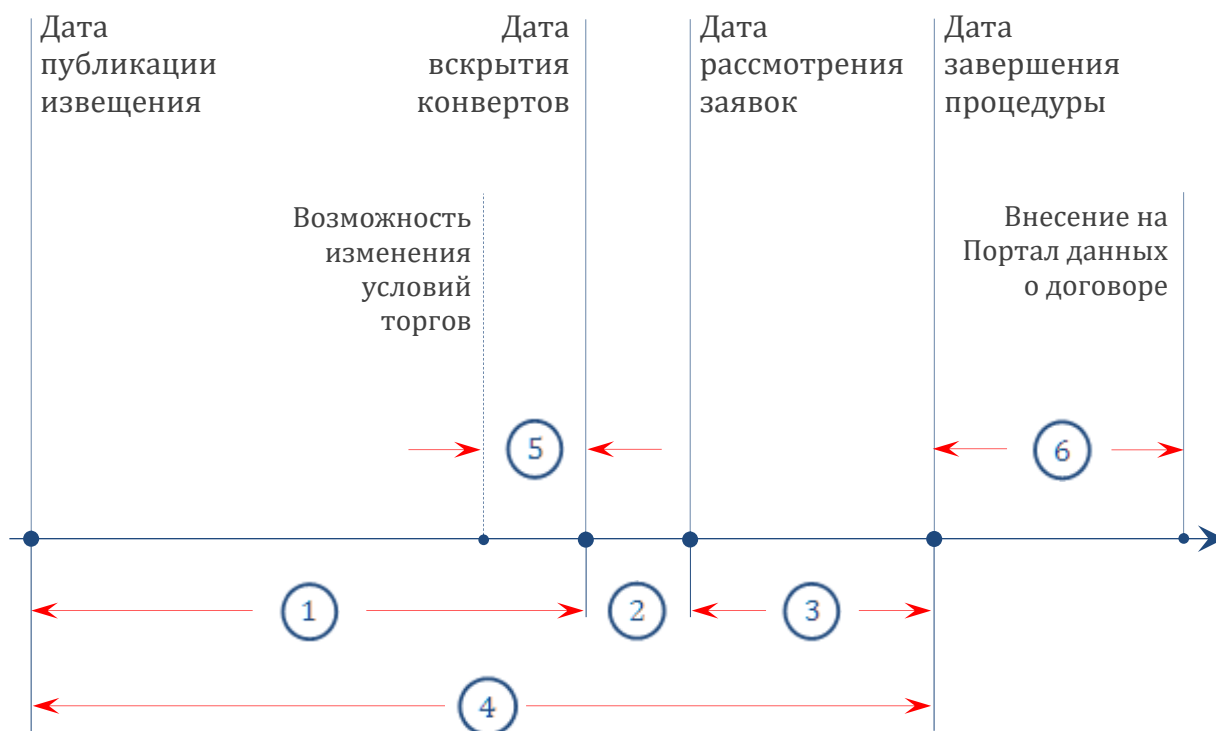 Дата
публикации
извещения
Дата
вскрытия
конвертов
Дата
рассмотрения
заявок
Дата
завершения
процедуры
Возможность
изменения
условий
торгов
Внесение на
Портал данных
о договоре
5
6
1
2
3
4